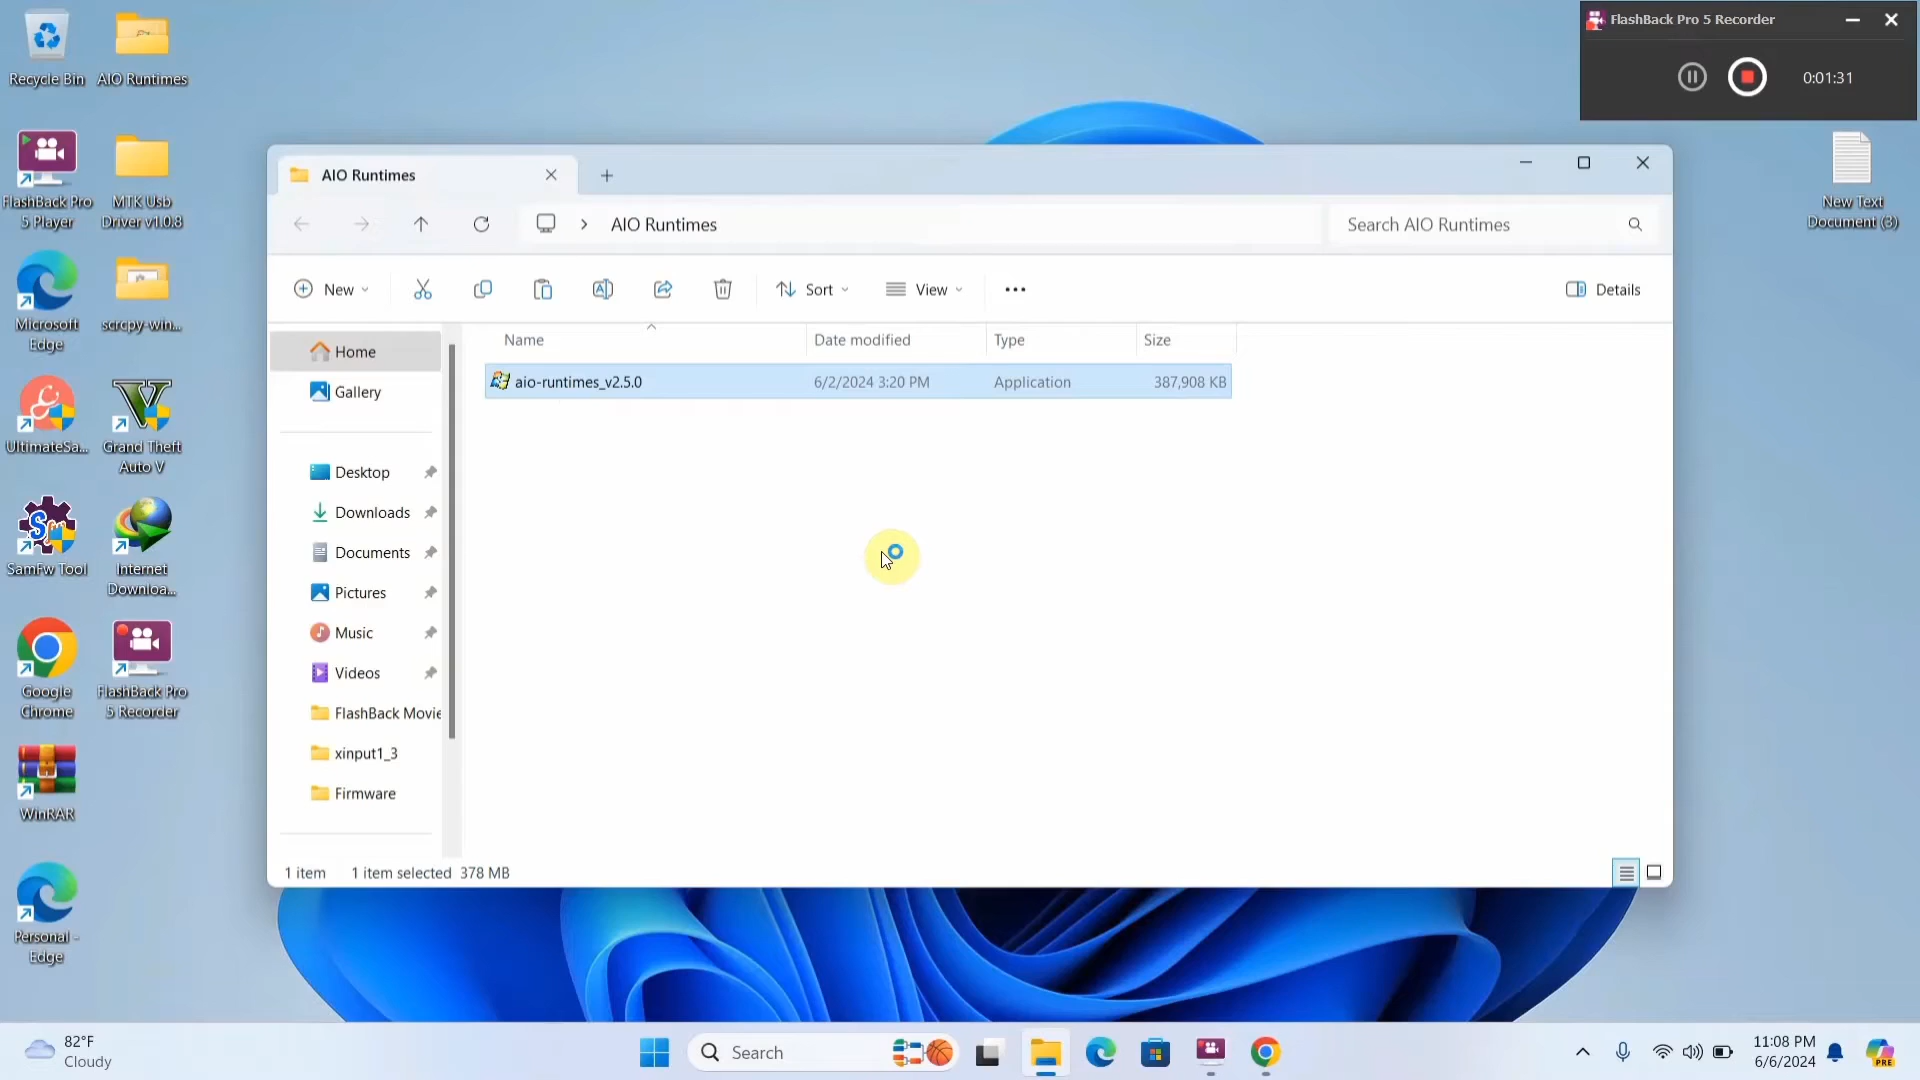 Recycle Bin
AIO Runtimes
FlashBack Pro
5 Player
MTK Usb
Driver v1.0.8
Microsoft
Edge
scrcpy-win...
UltimateSa...
Grand Theft
Auto V
SamFw Tool
Internet
Downloa...
Google
Chrome
FlashBack Pro
5 Recorder
WinRAR
Personal -
Edge
FlashBack Pro 5 Recorder
0:01:31
New Text
Document (3)
AIO Runtimes
AIO Runtimes
Search AIO Runtimes
New
Sort
View
Details
Name
Date modified
Type
Size
aio-runtimes_v2.5.0
6/2/2024 3:20 PM
Application
387,908 KB
Home
Gallery
Desktop
Downloads
Documents
Pictures
Music
Videos
FlashBack Movie
xinput1_3
Firmware
1 item
1 item selected 378 MB
82°F
Cloudy
Search
11:08 PM
6/6/2024
PRE